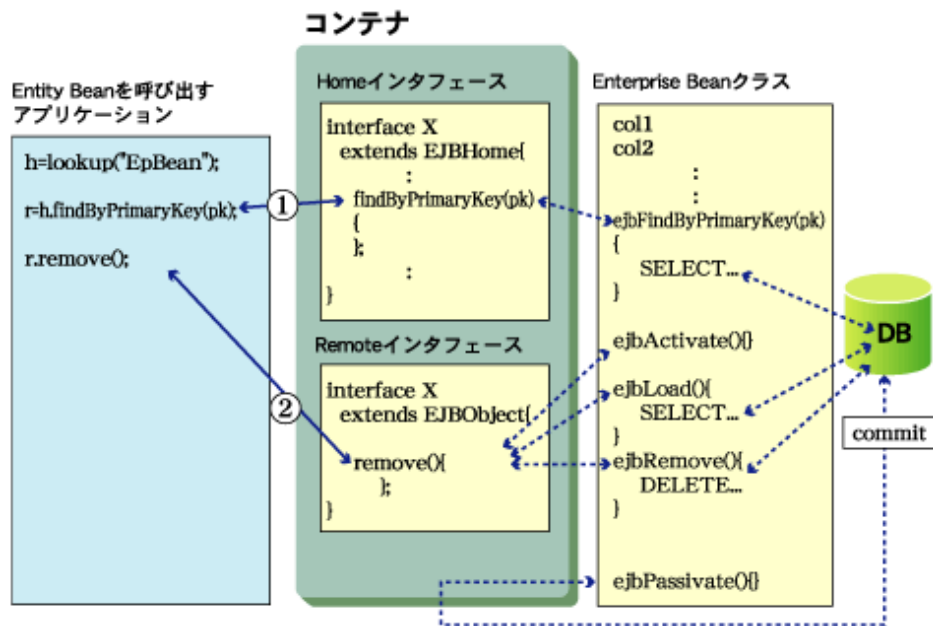 コンテナ
Entity Beanを呼び出す
アプリケーション
h=lookup("EpBean");
r=h.findByPrimaryKey(pk);
r.remove();
①
②
Homeインタフェース
interface X
extends EJBHome{
:
findByPrimaryKey(pk)
{
};
:
}
Remoteインタフェース
interface X
extends EJBObject{
remove(){
};
}
Enterprise Beanクラス
col1
col2
:
:
ejbFindByPrimaryKey(pk)
{
SELECT...
}
ejbActivate(){}
ejbLoad(){
SELECT...
}
ejbRemove(){
DELETE...
}
ejbPassivate(){}
DB
commit